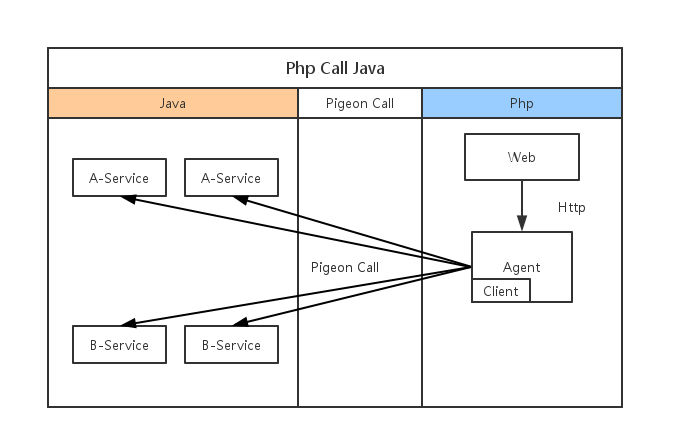 Php Call Java
Java
Pigeon Call
Php
Web
A-Service
A-Service
Http
Pigeon Call
Agent
Client
B-Service
B-Service